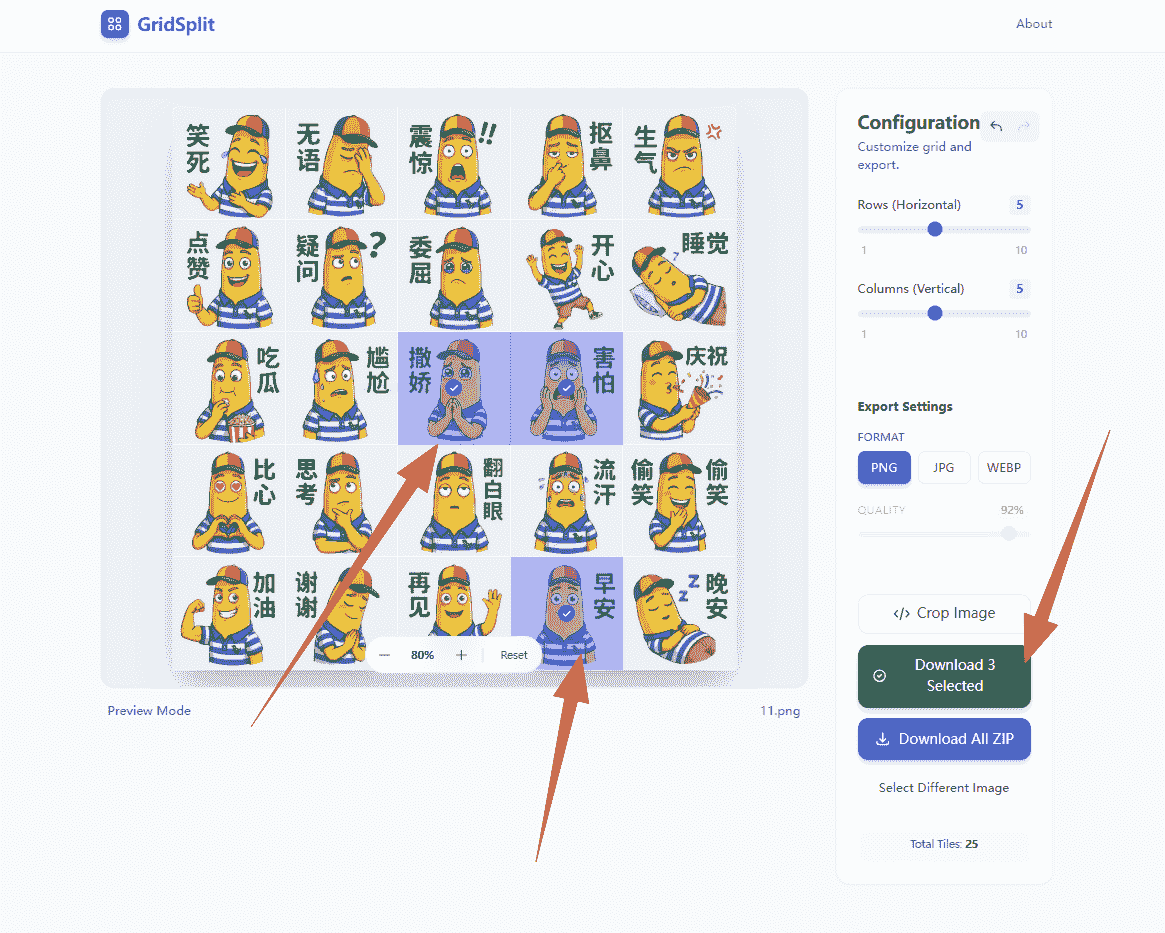 GridSplit
About
笑死
无语
震惊
!!
抠鼻
生气
点赞
疑问
?
委屈
开心
睡觉
z
吃瓜
尴尬
撒娇
害怕
庆祝
比心
思考
翻白眼
流汗
偷笑
偷笑
加油
谢谢
再见
早安
z
z
晚安
80%
Reset
Preview Mode
11.png
Configuration
Customize grid and
export.
Rows (Horizontal)
5
1
10
Columns (Vertical)
5
1
10
Export Settings
FORMAT
PNG
JPG
WEBP
QUALITY
92%
</> Crop Image
Download 3
Selected
Download All ZIP
Select Different Image
Total Tiles: 25